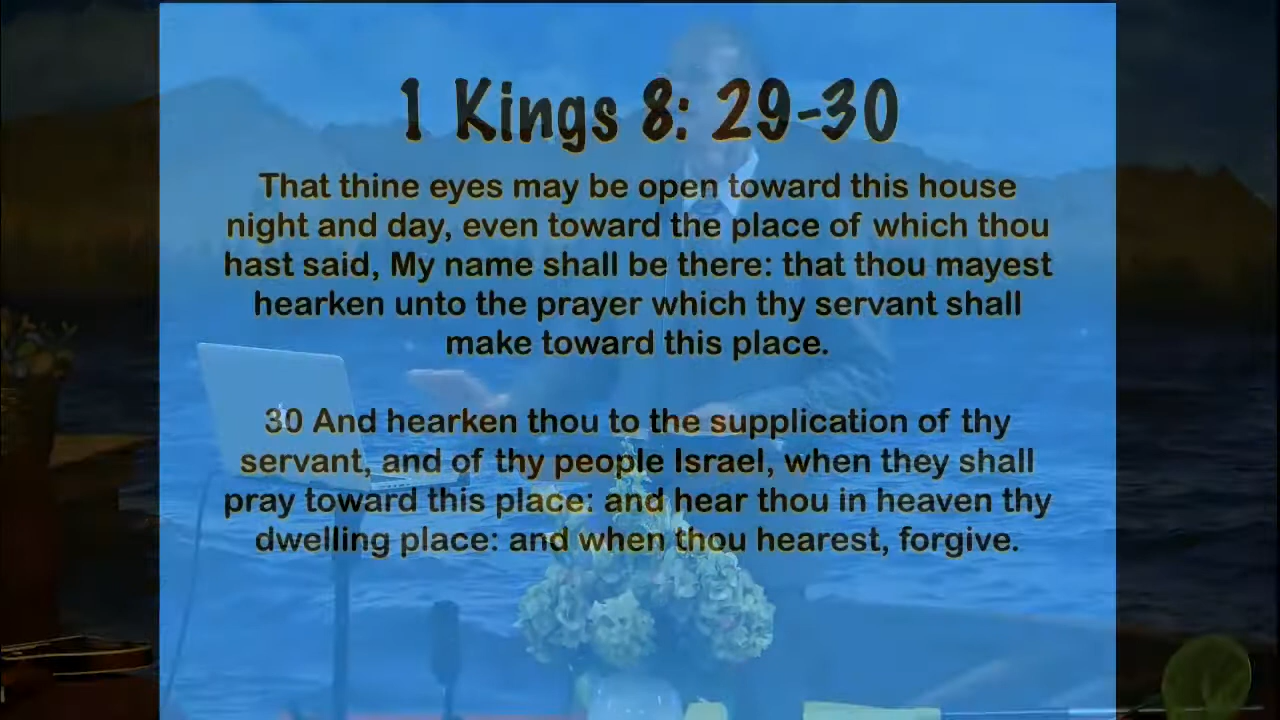 1 Kings 8: 29-30
That thine eyes may be open toward this house
night and day, even toward the place of which thou
hast said, My name shall be there: that thou mayest
hearken unto the prayer which thy servant shall
make toward this place.
30 And hearken thou to the supplication of thy
servant, and of thy people Israel, when they shall
pray toward this place: and hear thou in heaven thy
dwelling place: and when thou hearest, forgive.